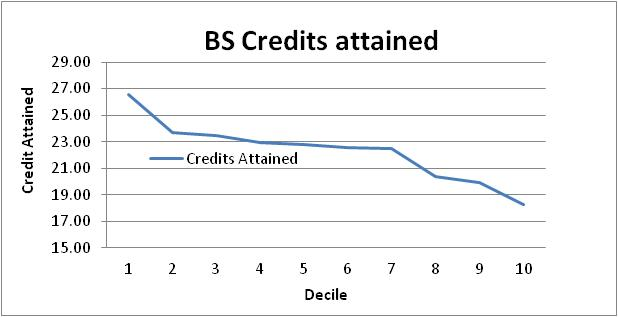 BS Credits attained
29.00
27.00
25.00
23.00
21.00
19.00
17.00
15.00
Credit Attained
Credits Attained
1 2 3 4 5 6 7 8 9 10
Decile